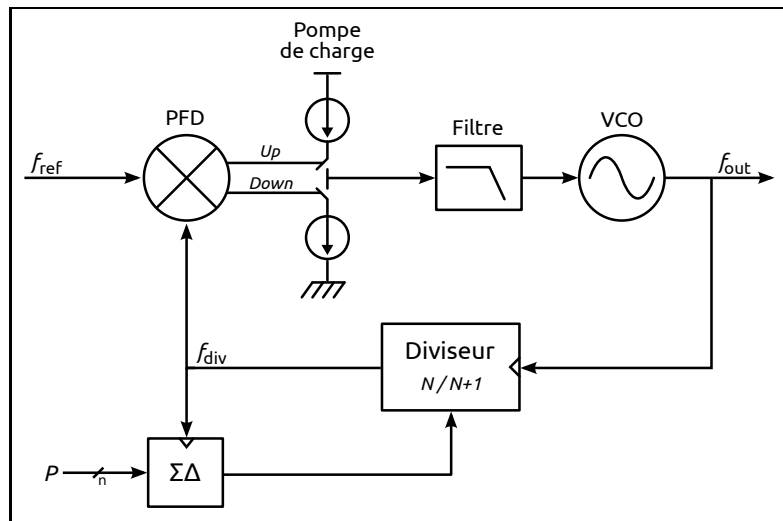 Pompe
de charge
PFD
Filtre
VCO
fref
Up
Down
fout
fdiv
Diviseur
N / N+1
P
n
ΣΔ